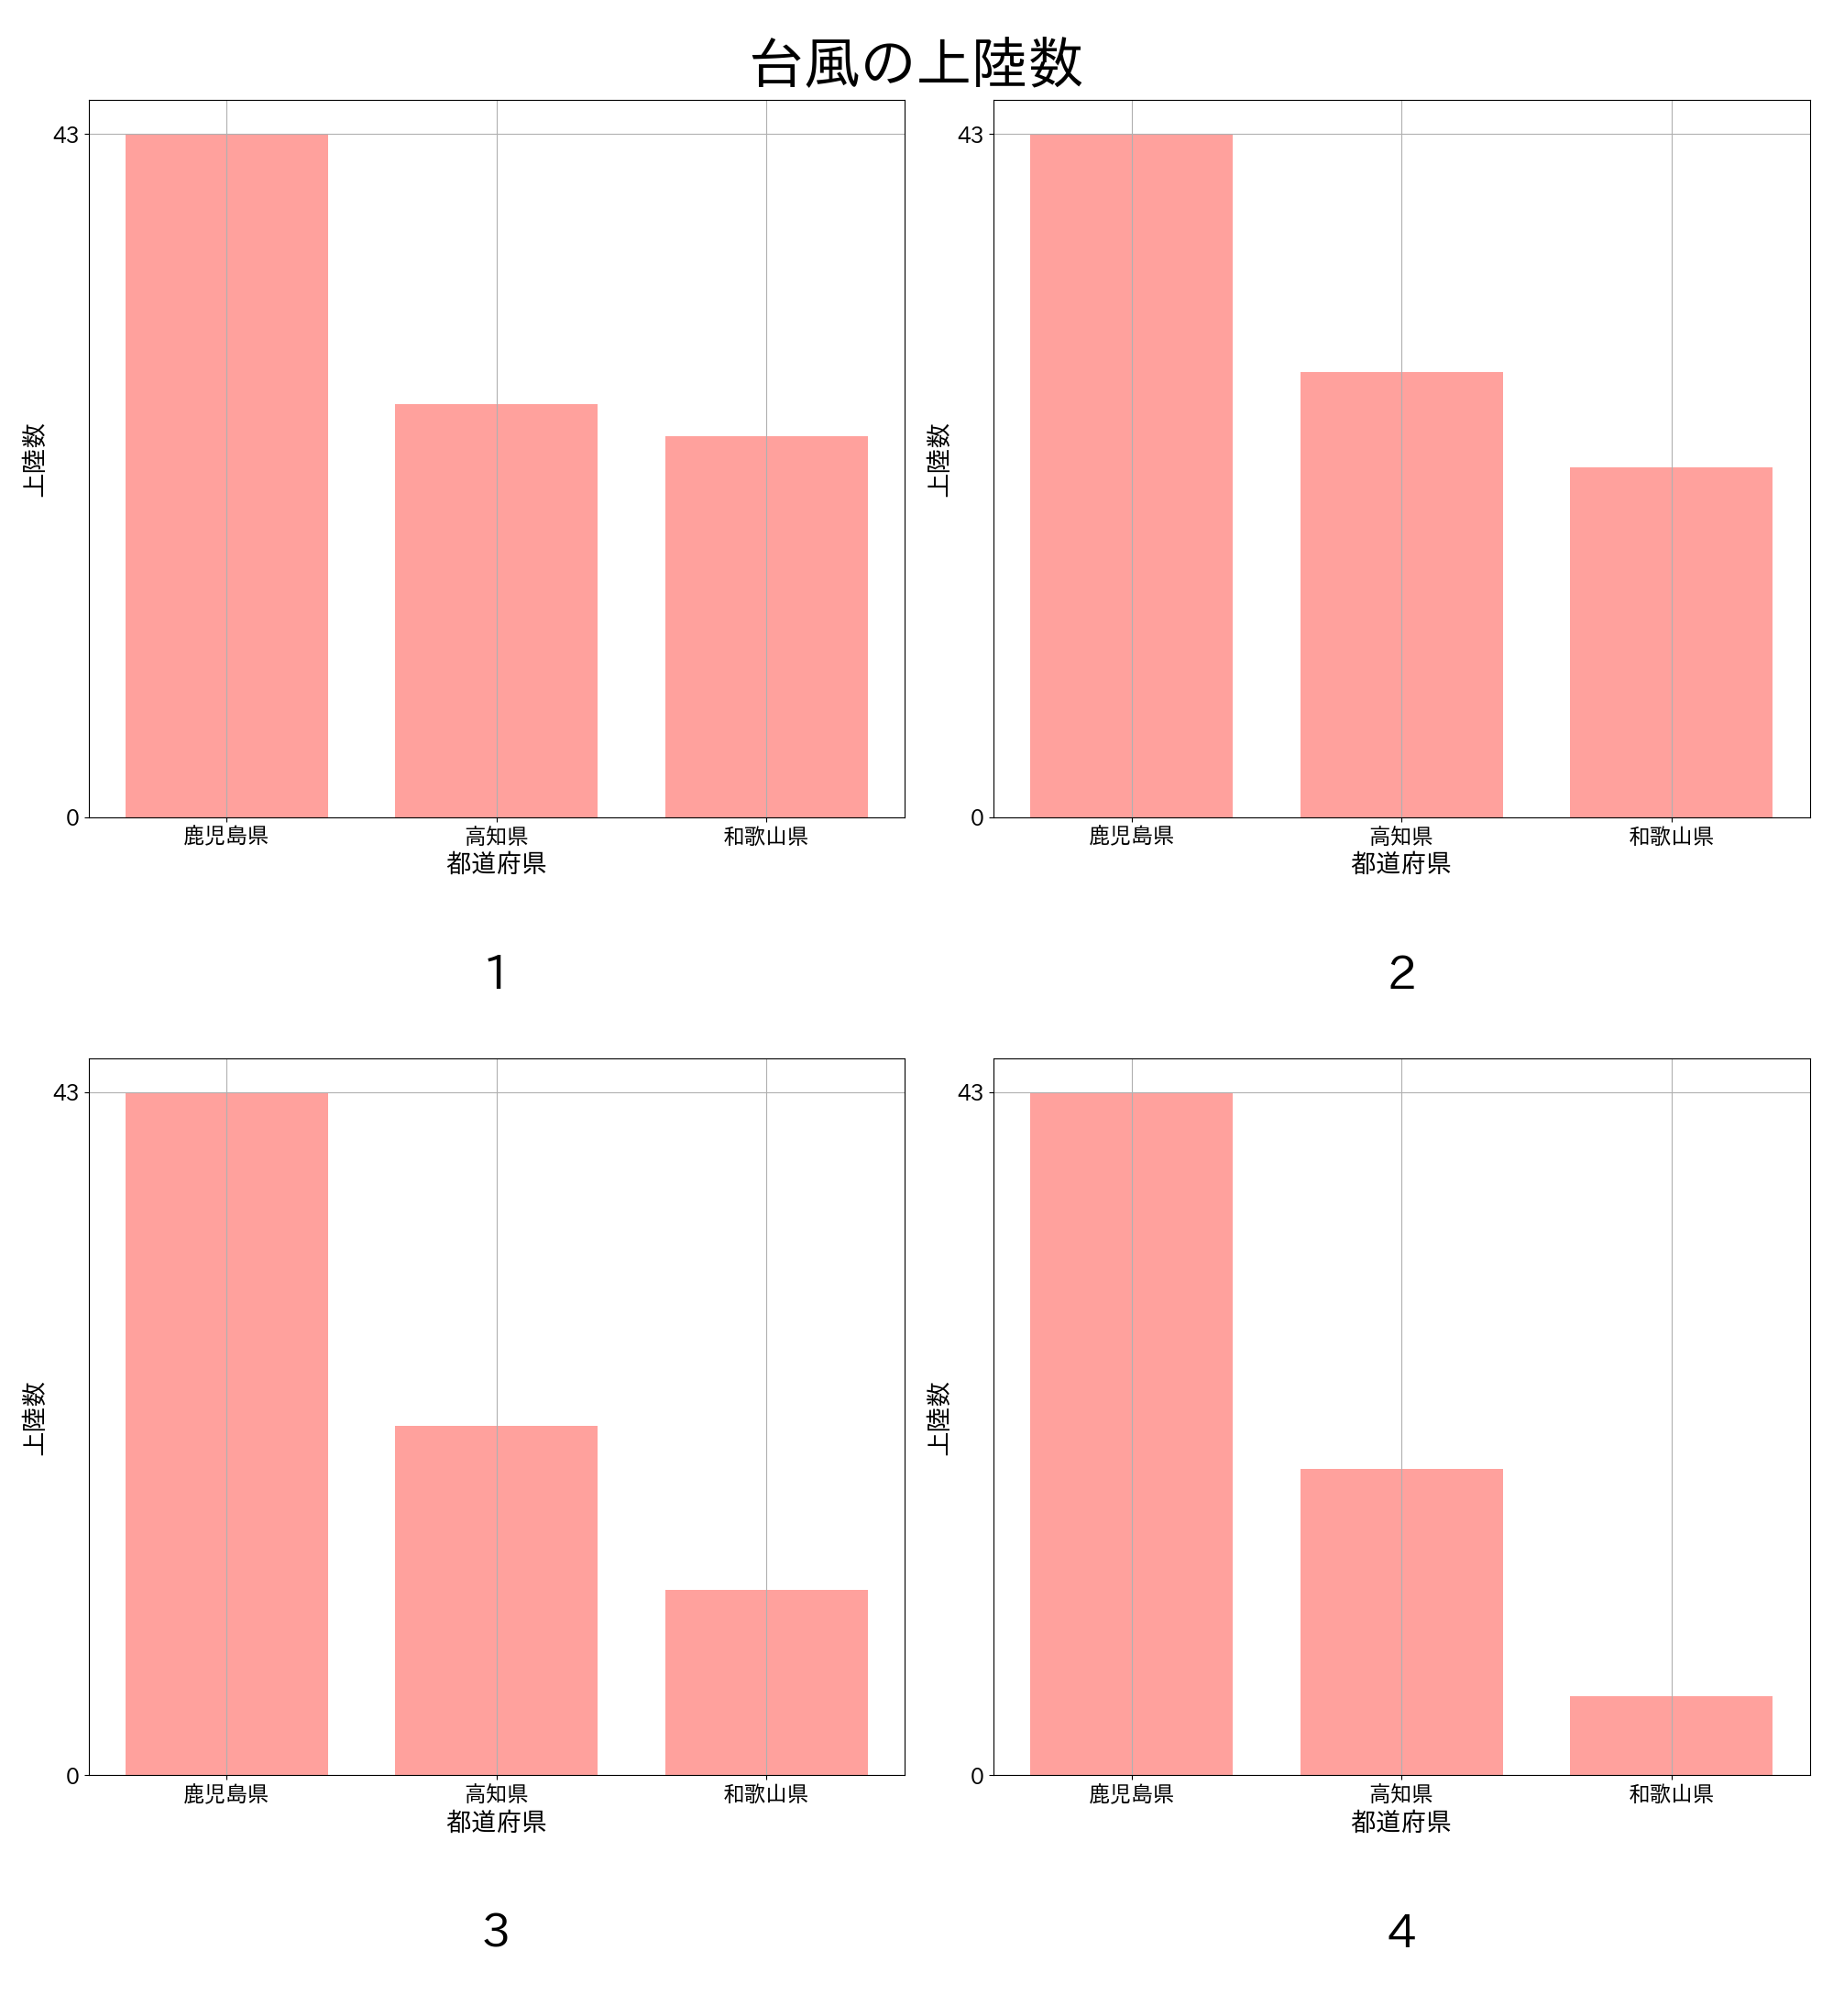 台風の上陸数
43
0
上陸数
鹿児島県 高知県 和歌山県
都道府県
1
43
0
上陸数
鹿児島県 高知県 和歌山県
都道府県
2
43
0
上陸数
鹿児島県 高知県 和歌山県
都道府県
3
43
0
上陸数
鹿児島県 高知県 和歌山県
都道府県
4